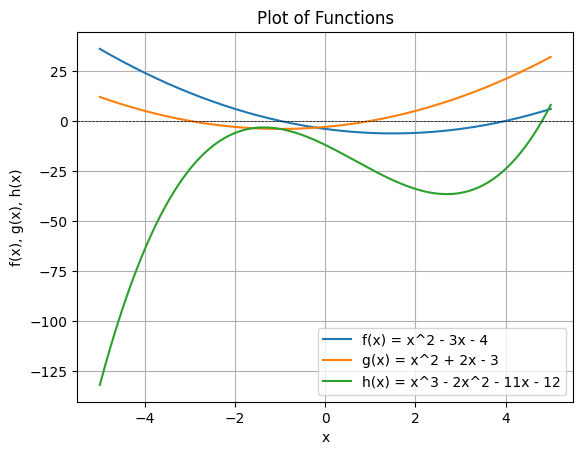 Plot of Functions
f(x), g(x), h(x)
25
0
−25
−50
−75
−100
−125
−4
−2
0
2
4
x
f(x) = x^2 - 3x - 4
g(x) = x^2 + 2x - 3
h(x) = x^3 - 2x^2 - 11x - 12